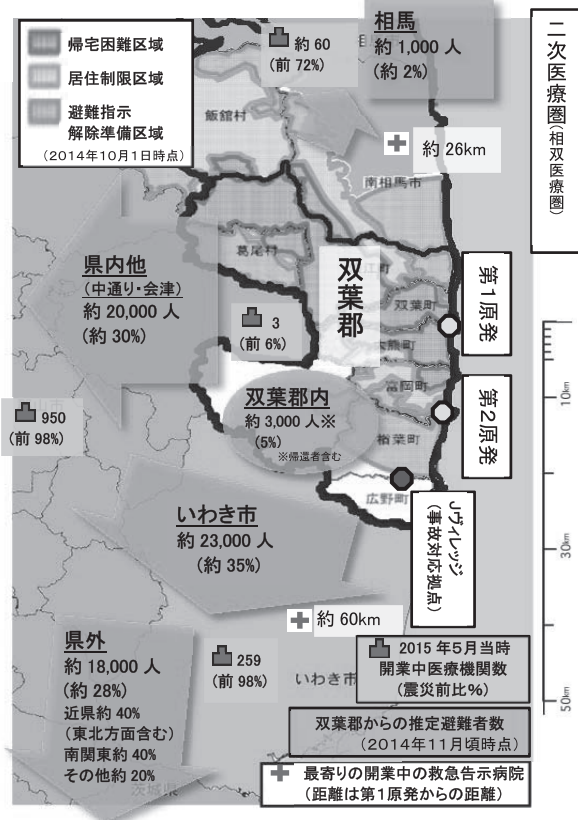 帰宅困難区域
居住制限区域
避難指示
解除準備区域
(2014年10月1日時点)
約 60
(前 72%)
相馬
約 1,000 人
(約 2%)
二次医療圏(相双医療圏)
飯舘村
約 26km
南相馬市
葛尾村
双葉郡
江町
双葉町
熊町
富岡町
楢葉町
広野町
第1原発
第2原発
Jヴィレッジ
(事故対応拠点)
県内他
(中通り・会津)
約 20,000 人
(約 30%)
3
(前 6%)
双葉郡内
約 3,000 人※
(5%)
※帰還者含む
950
(前 98%)
いわき市
約 23,000 人
(約 35%)
約 60km
県外
約 18,000 人
(約 28%)
近県約 40%
(東北方面含む)
南関東約 40%
その他約 20%
茨城県
259
(前 98%)
いわき市
2015 年5月当時
開業中医療機関数
(震災前比%)
双葉郡からの推定避難者数
(2014年11月頃時点)
最寄りの開業中の救急告示病院
(距離は第1原発からの距離)
10km
30km
50km